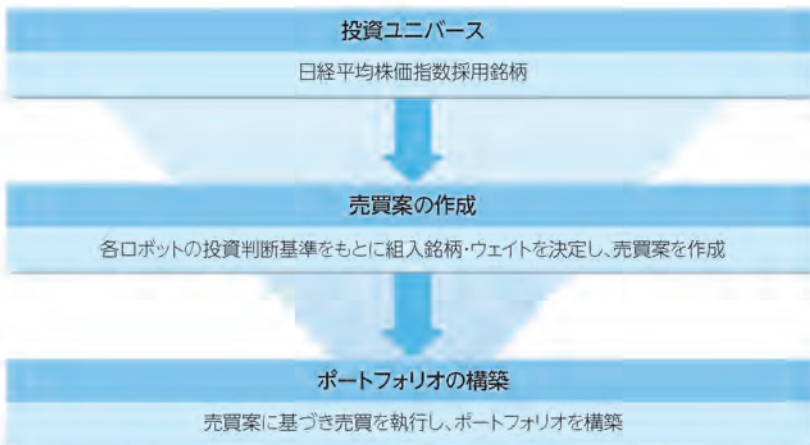 投資ユニバース
日経平均株価指数採用銘柄
売買案の作成
各ロボットの投資判断基準をもとに組入銘柄・ウェイトを決定し、売買案を作成
ポートフォリオの構築
売買案に基づき売買を執行し、ポートフォリオを構築